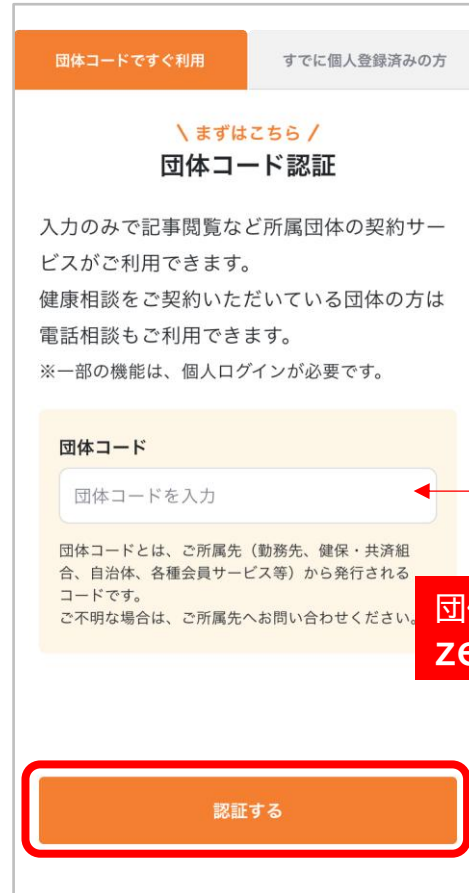 団体コードですぐ利用
すでに個人登録済みの方
\ まずはこちら /
団体コード認証
入力のみで記事閲覧など所属団体の契約サー
ビスがご利用できます。
健康相談をご契約いただいている団体の方は
電話相談もご利用できます。
※一部の機能は、個人ログインが必要です。
団体コード
団体コードを入力
団体コードとは、ご所属先（勤務先、健保・共済組
合、自治体、各種会員サービス等）から発行される
コードです。
ご不明な場合は、ご所属先へお問い合わせください。
団
ze
認証する